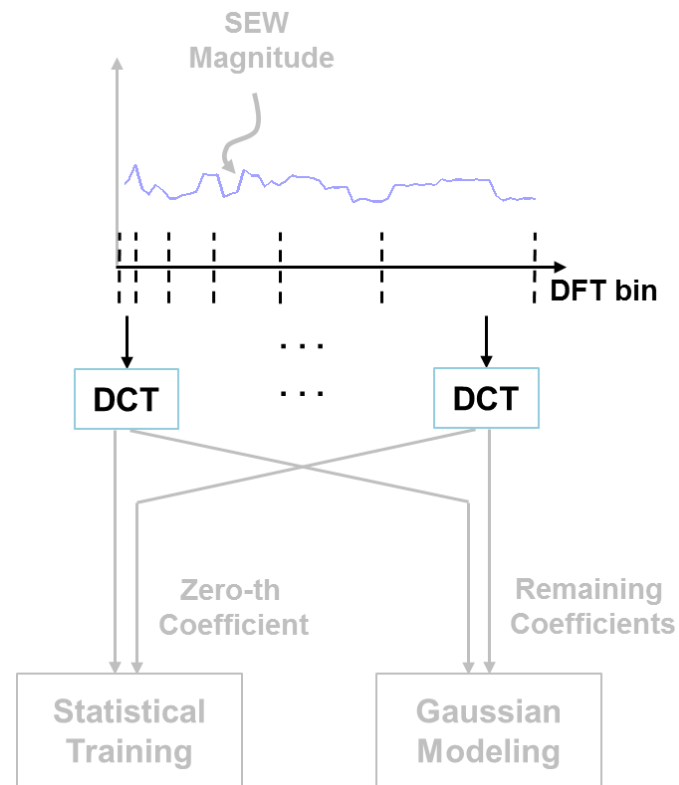 SEW
Magnitude
DFT bin
. . .
DCT
. . .
DCT
Zero-th
Coefficient
Remaining
Coefficients
Statistical
Training
Gaussian
Modeling